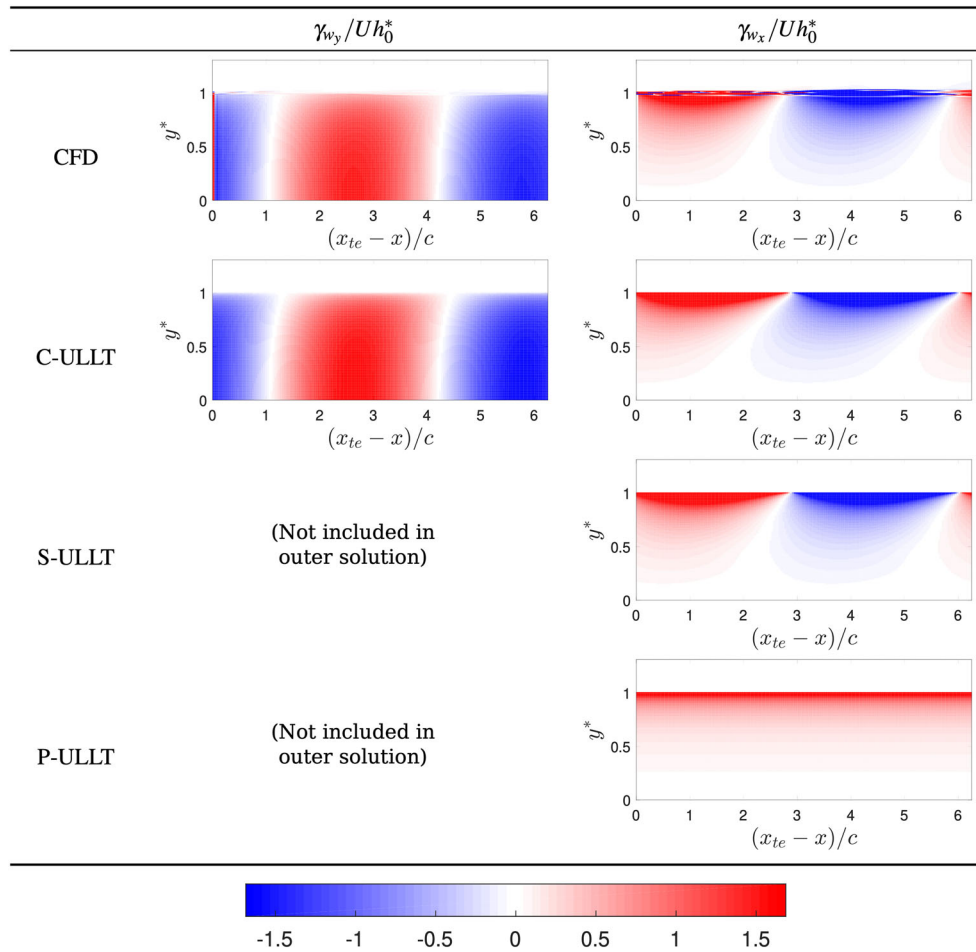 γ_{w_y}/Uh_0^* γ_{w_x}/Uh_0^*
CFD
y^*
1
0.5
0
0 1 2 3 4 5 6
(x_{te} − x)/c
y^*
1
0.5
0
0 1 2 3 4 5 6
(x_{te} − x)/c
C-ULLT
y^*
1
0.5
0
0 1 2 3 4 5 6
(x_{te} − x)/c
y^*
1
0.5
0
0 1 2 3 4 5 6
(x_{te} − x)/c
S-ULLT
(Not included in
outer solution)
y^*
1
0.5
0
0 1 2 3 4 5 6
(x_{te} − x)/c
P-ULLT
(Not included in
outer solution)
y^*
1
0.5
0
0 1 2 3 4 5 6
(x_{te} − x)/c
-1.5 -1 -0.5 0 0.5 1 1.5